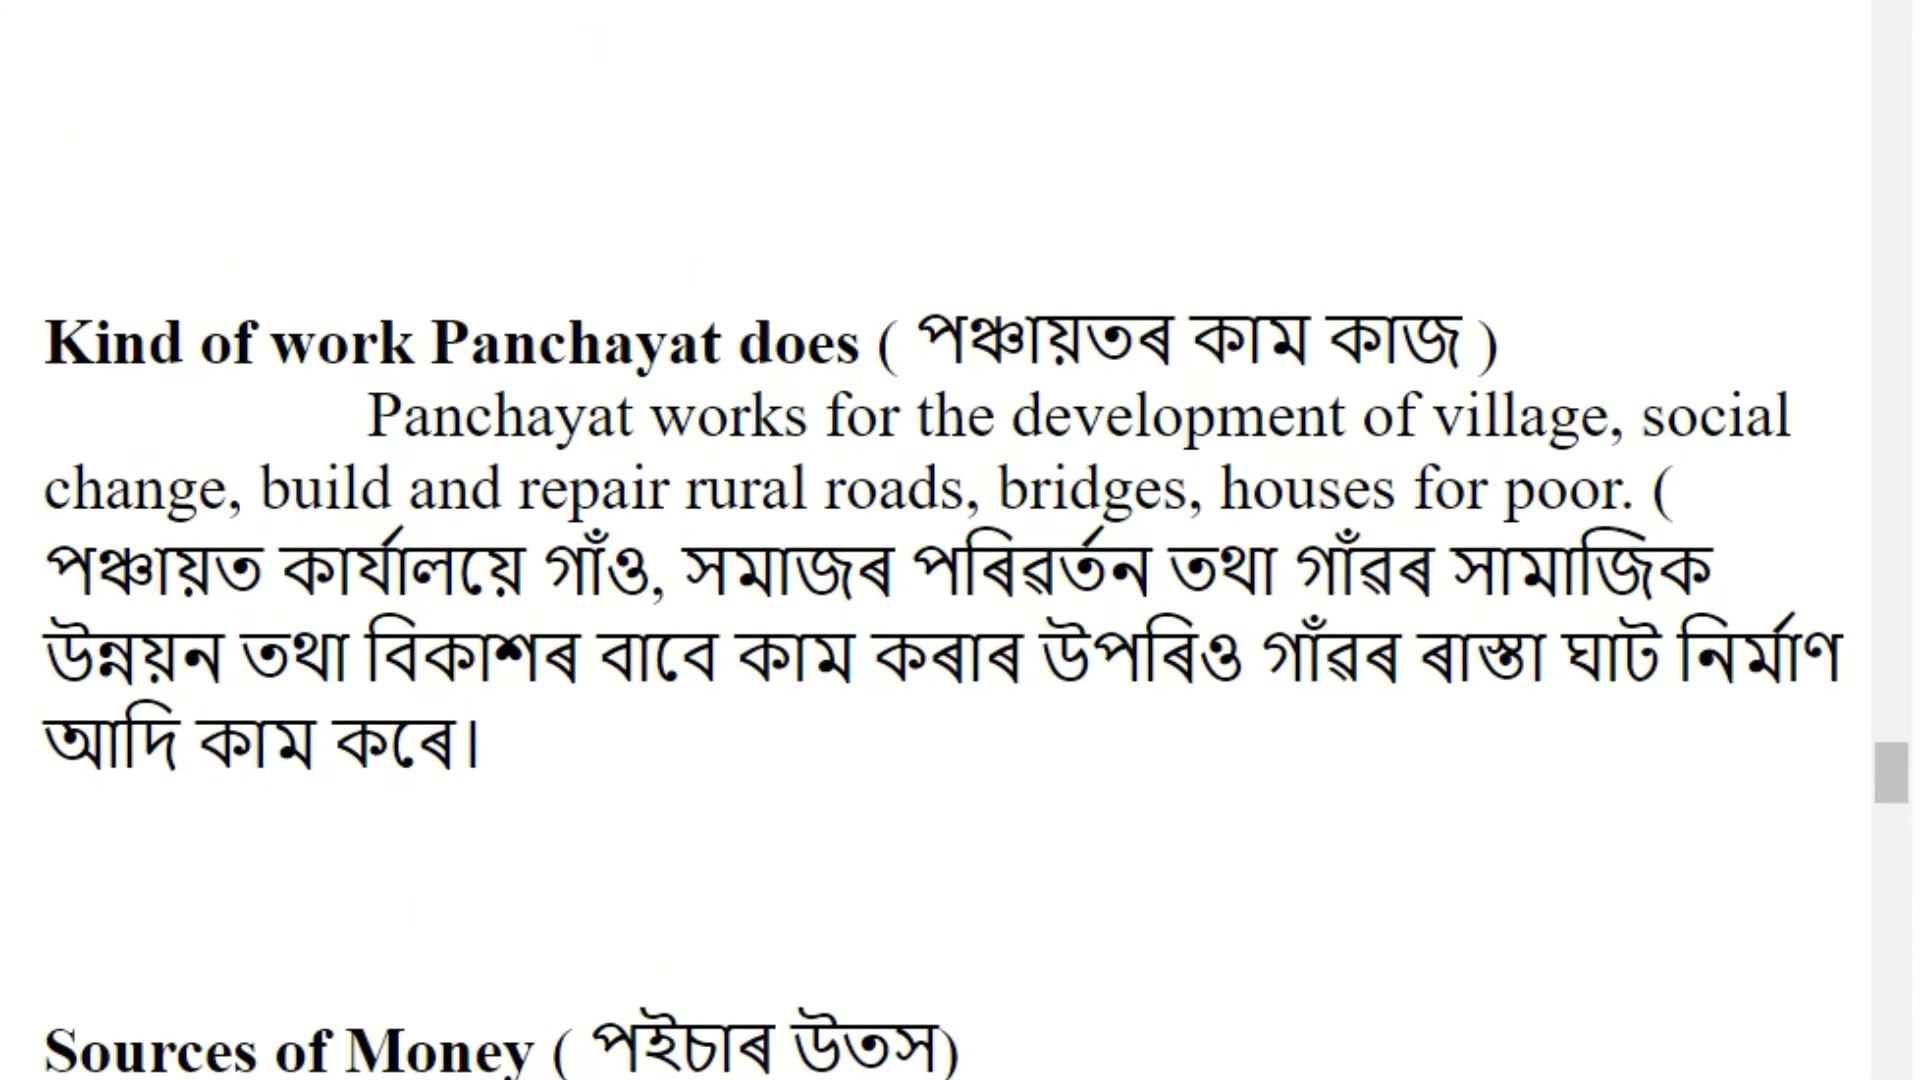 Kind of work Panchayat does ( পঞ্চায়তৰ কাম কাজ )
Panchayat works for the development of village, social
change, build and repair rural roads, bridges, houses for poor. (
পঞ্চায়ত কাৰ্যালয়ে গাঁও, সমাজৰ পৰিৱৰ্তন তথা গাঁৱৰ সামাজিক
উন্নয়ন তথা বিকাশৰ বাবে কাম কৰাৰ উপৰিও গাঁৱৰ ৰাস্তা ঘাট নিৰ্মাণ
আদি কাম কৰে।
Sources of Money ( পইচাৰ উতস)